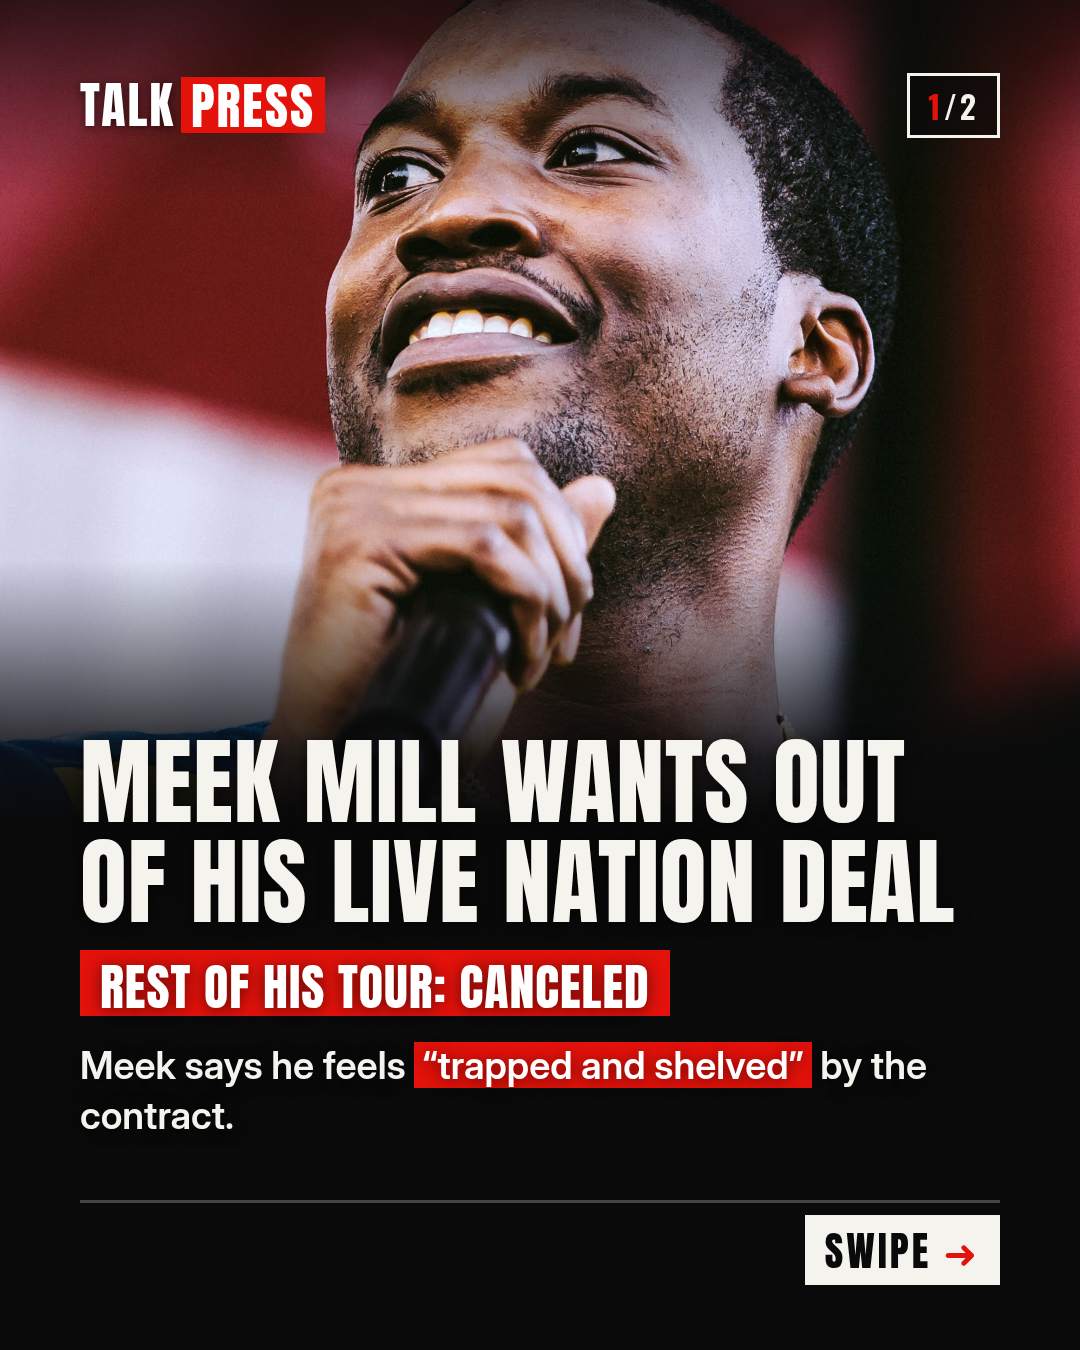 TALK PRESS
1/2
MEEK MILL WANTS OUT
OF HIS LIVE NATION DEAL
REST OF HIS TOUR: CANCELED
Meek says he feels “trapped and shelved” by the
contract.
SWIPE →